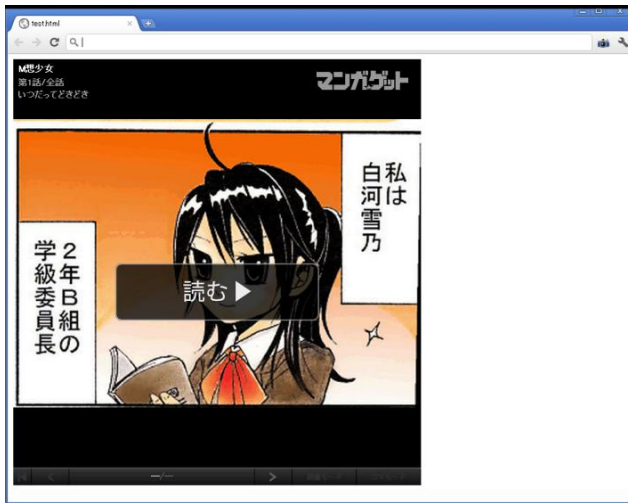 test.html
M想少女
第1話/全話
いつだってどきどき
マンガゲット
私は
白河雪乃
2年B組の
学級委員長
読む▶
--/--